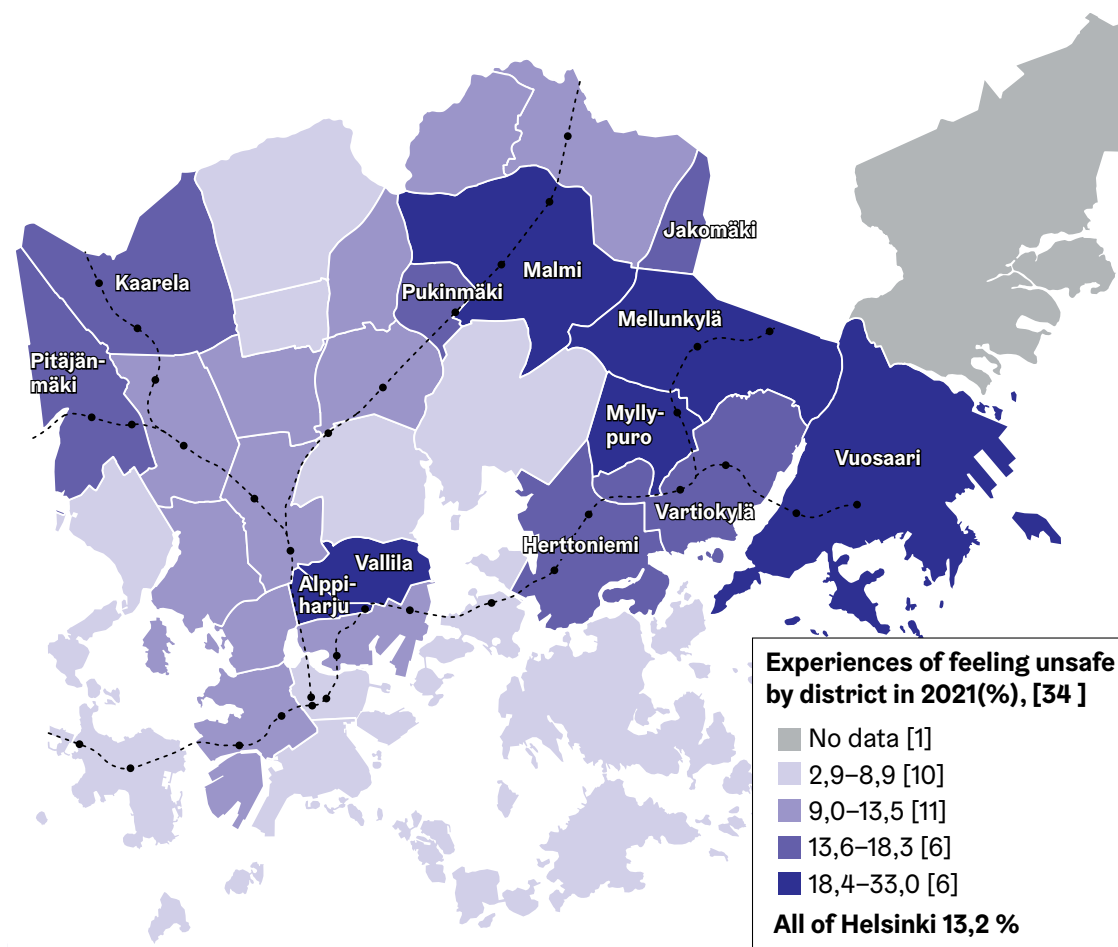 Jakomäki
Malmi
Kaarela
Pukinmäki
Mellunkylä
Pitäjän-
mäki
Mylly-
puro
Vuosaari
Vartiokylä
Herttoniemi
Vallila
Alppi-
harju
Experiences of feeling unsafe
by district in 2021(%), [34 ]
No data [1]
2,9–8,9 [10]
9,0–13,5 [11]
13,6–18,3 [6]
18,4–33,0 [6]
All of Helsinki 13,2 %